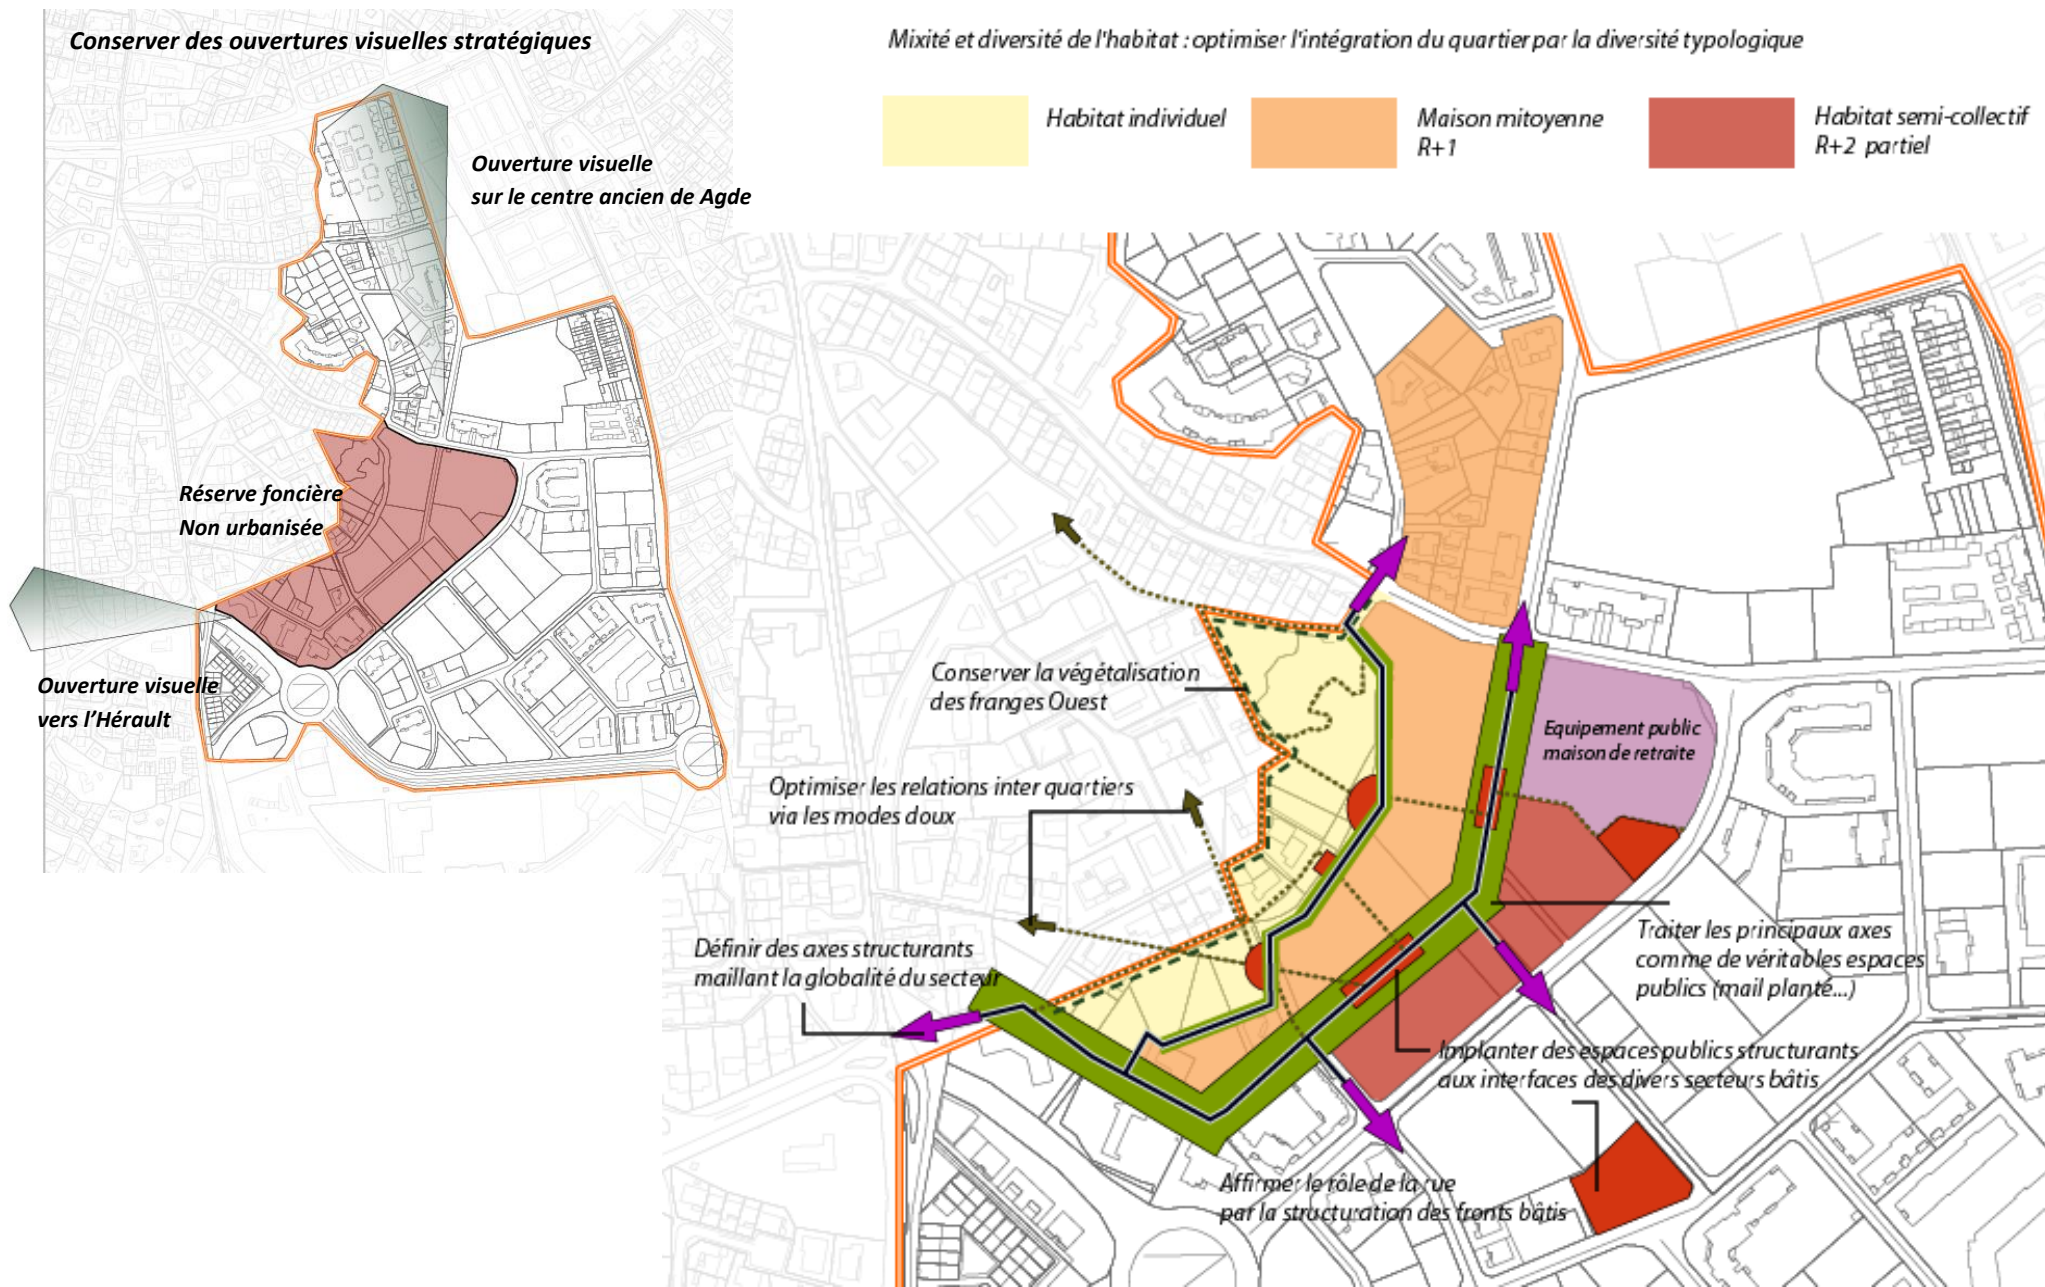 Conserver des ouvertures visuelles stratégiques
Ouverture visuelle
sur le centre ancien de Agde
Réserve foncière
Non urbanisée
Ouverture visuelle
vers l’Hérault
Mixité et diversité de l'habitat : optimiser l'intégration du quartier par la diversité typologique
Habitat individuel
Maison mitoyenne
R+1
Habitat semi-collectif
R+2 partiel
Conserver la végétalisation
des franges Ouest
Equipement public
maison de retraite
Optimiser les relations inter quartiers
via les modes doux
Définir des axes structurants
maillant la globalité du secteur
Traiter les principaux axes
comme de véritables espaces
publics (mail planté...)
Implanter des espaces publics structurants
aux interfaces des divers secteurs bâtis
Affirmer le rôle de la rue
par la structuration des fronts bâtis